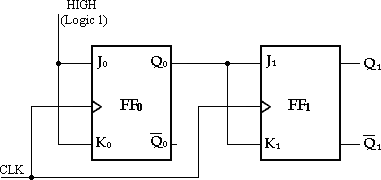 HIGH
(Logic 1)
J₀ Q₀ J₁ Q₁
FF₀ FF₁
K₀ Q̅₀ K₁ Q̅₁
CLK